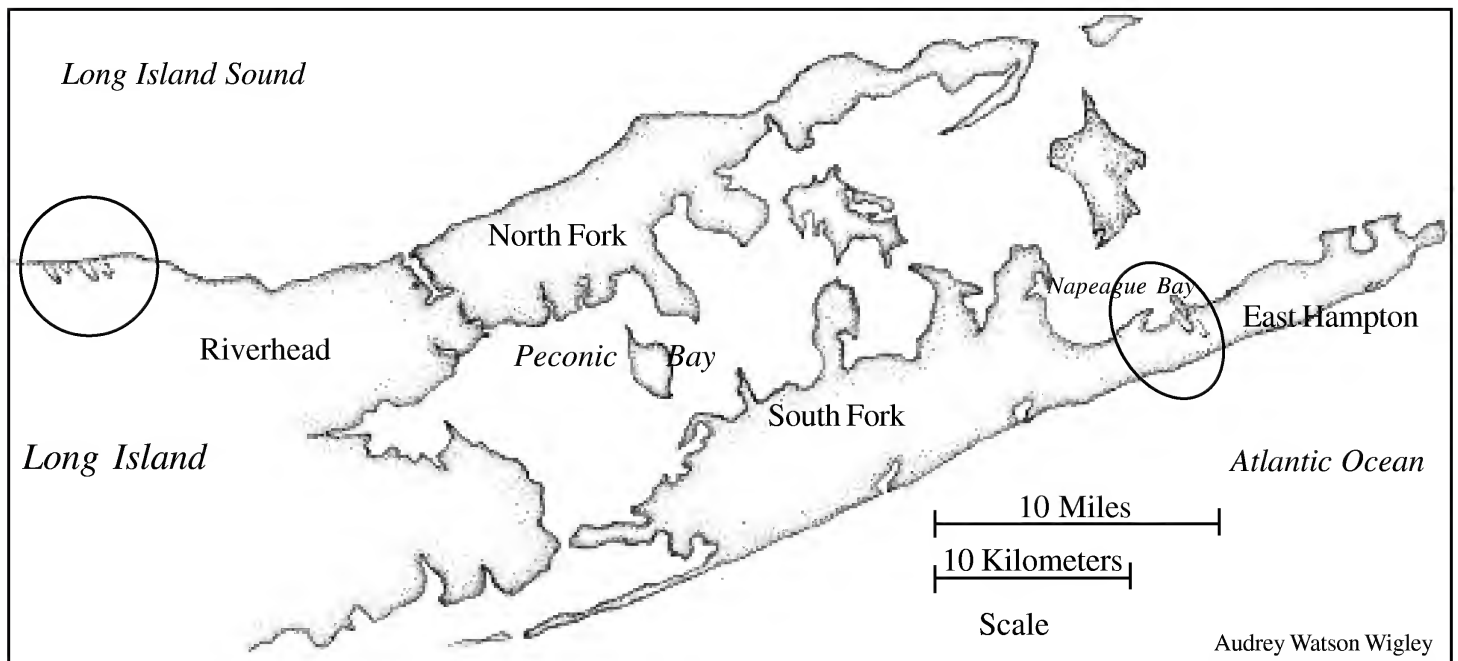 Long Island Sound
North Fork
Napeague Bay
East Hampton
Riverhead
Peconic Bay
South Fork
Long Island
Atlantic Ocean
10 Miles
10 Kilometers
Scale
Audrey Watson Wigley